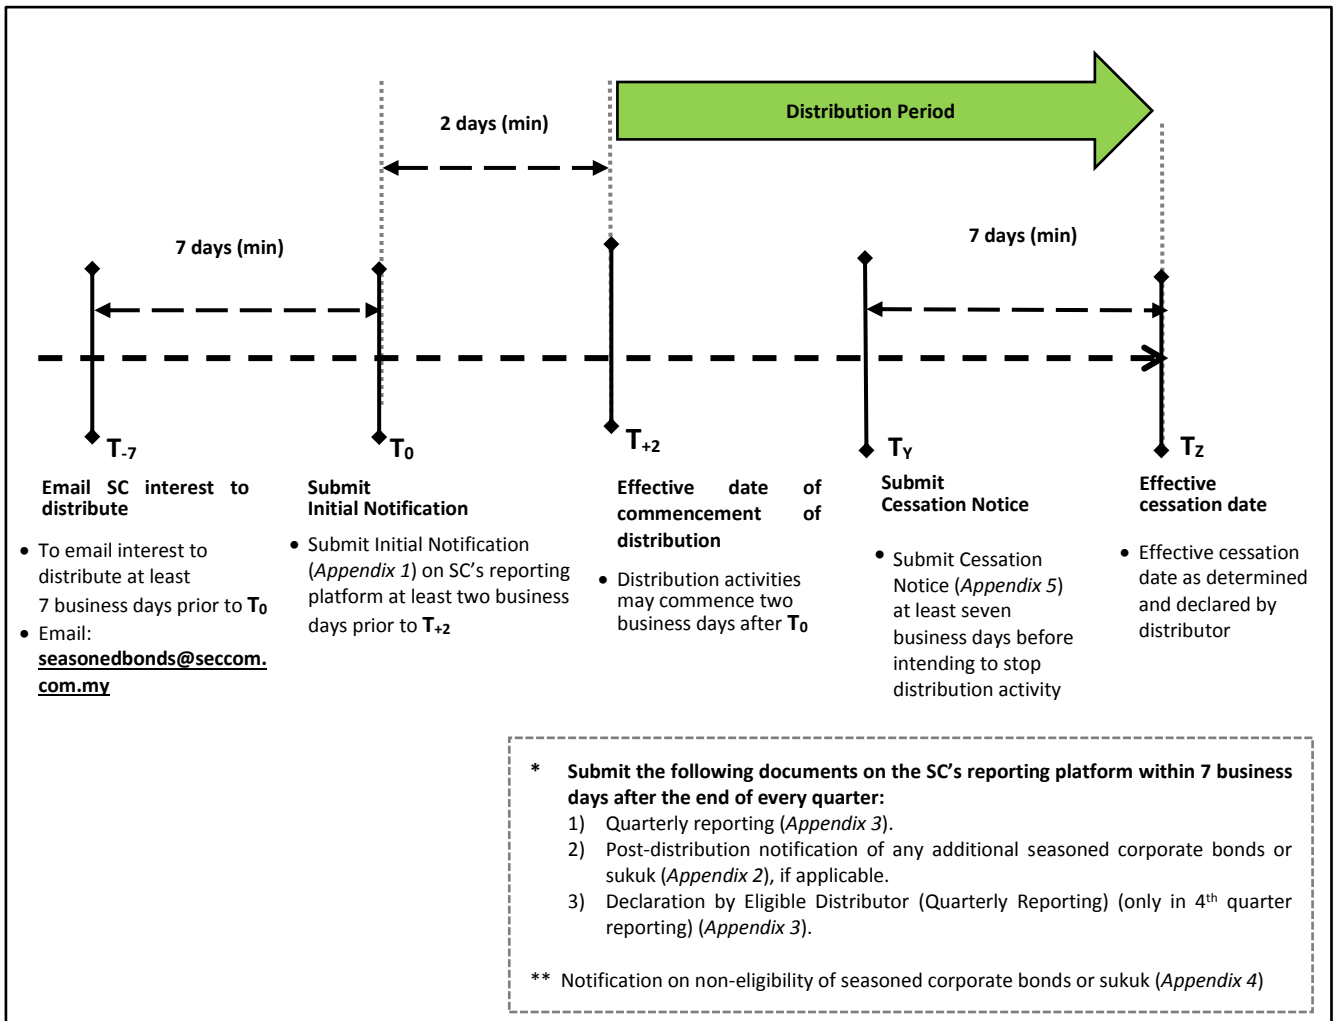 Distribution Period
2 days (min)
7 days (min)
7 days (min)
T-7
Email SC interest to
distribute
• To email interest to
distribute at least
7 business days prior to T0
• Email:
seasonedbonds@seccom.
com.my
T0
Submit
Initial Notification
• Submit Initial Notification
(Appendix 1) on SC’s reporting
platform at least two business
days prior to T+2
T+2
Effective date of
commencement of
distribution
• Distribution activities
may commence two
business days after T0
TY
Submit
Cessation Notice
• Submit Cessation
Notice (Appendix 5)
at least seven
business days before
intending to stop
distribution activity
TZ
Effective
cessation date
• Effective cessation
date as determined
and declared by
distributor
* Submit the following documents on the SC’s reporting platform within 7 business
days after the end of every quarter:
1) Quarterly reporting (Appendix 3).
2) Post-distribution notification of any additional seasoned corporate bonds or
sukuk (Appendix 2), if applicable.
3) Declaration by Eligible Distributor (Quarterly Reporting) (only in 4th quarter
reporting) (Appendix 3).
** Notification on non-eligibility of seasoned corporate bonds or sukuk (Appendix 4)